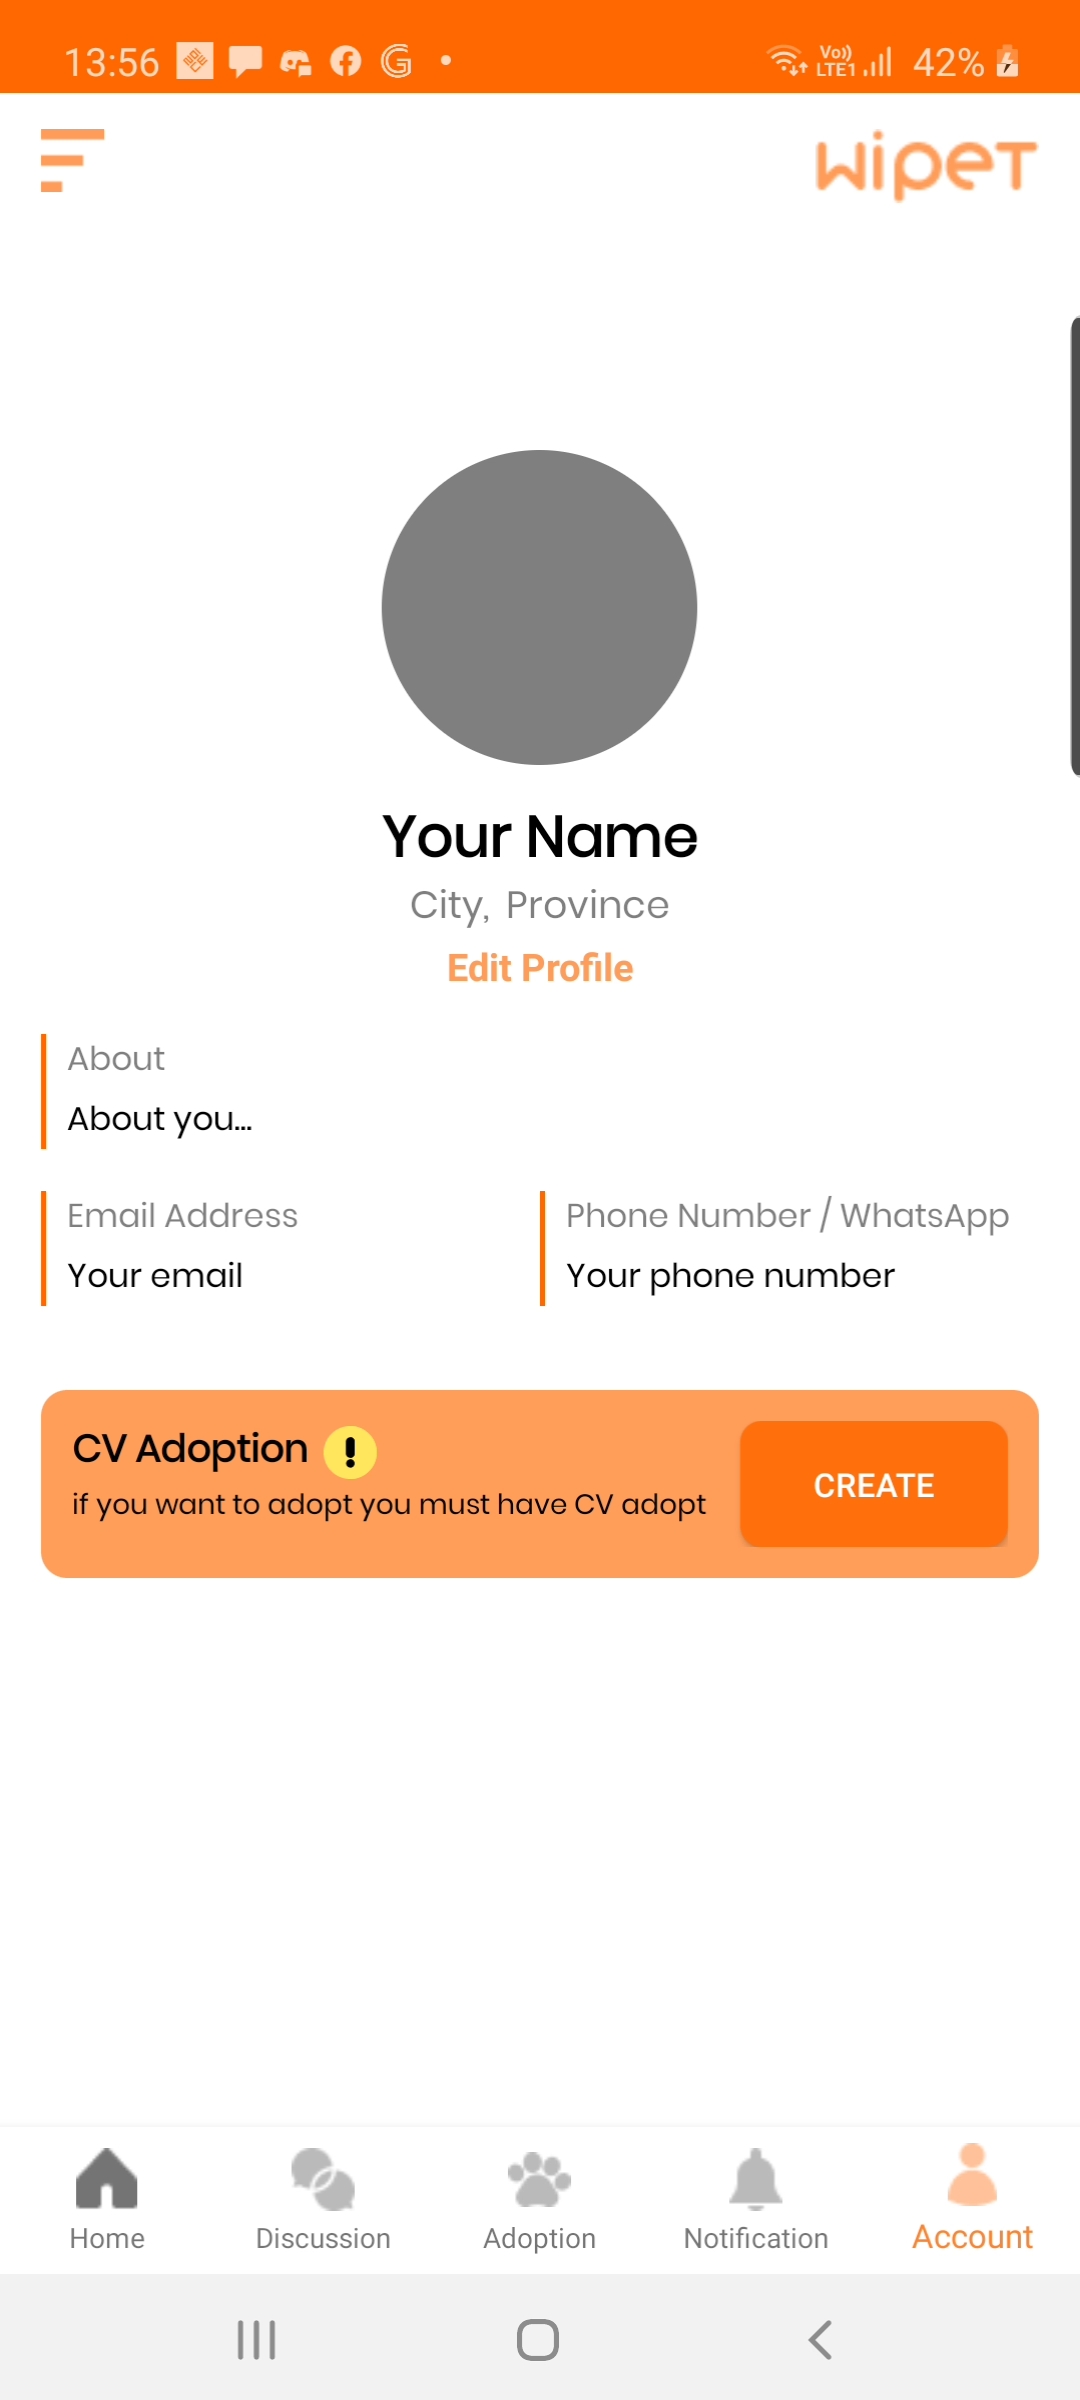 13:56 Vo)) LTE1 42%
wipet
Your Name
City, Province
Edit Profile
About
About you...
Email Address
Your email
Phone Number / WhatsApp
Your phone number
CV Adoption !
if you want to adopt you must have CV adopt
CREATE
Home
Discussion
Adoption
Notification
Account